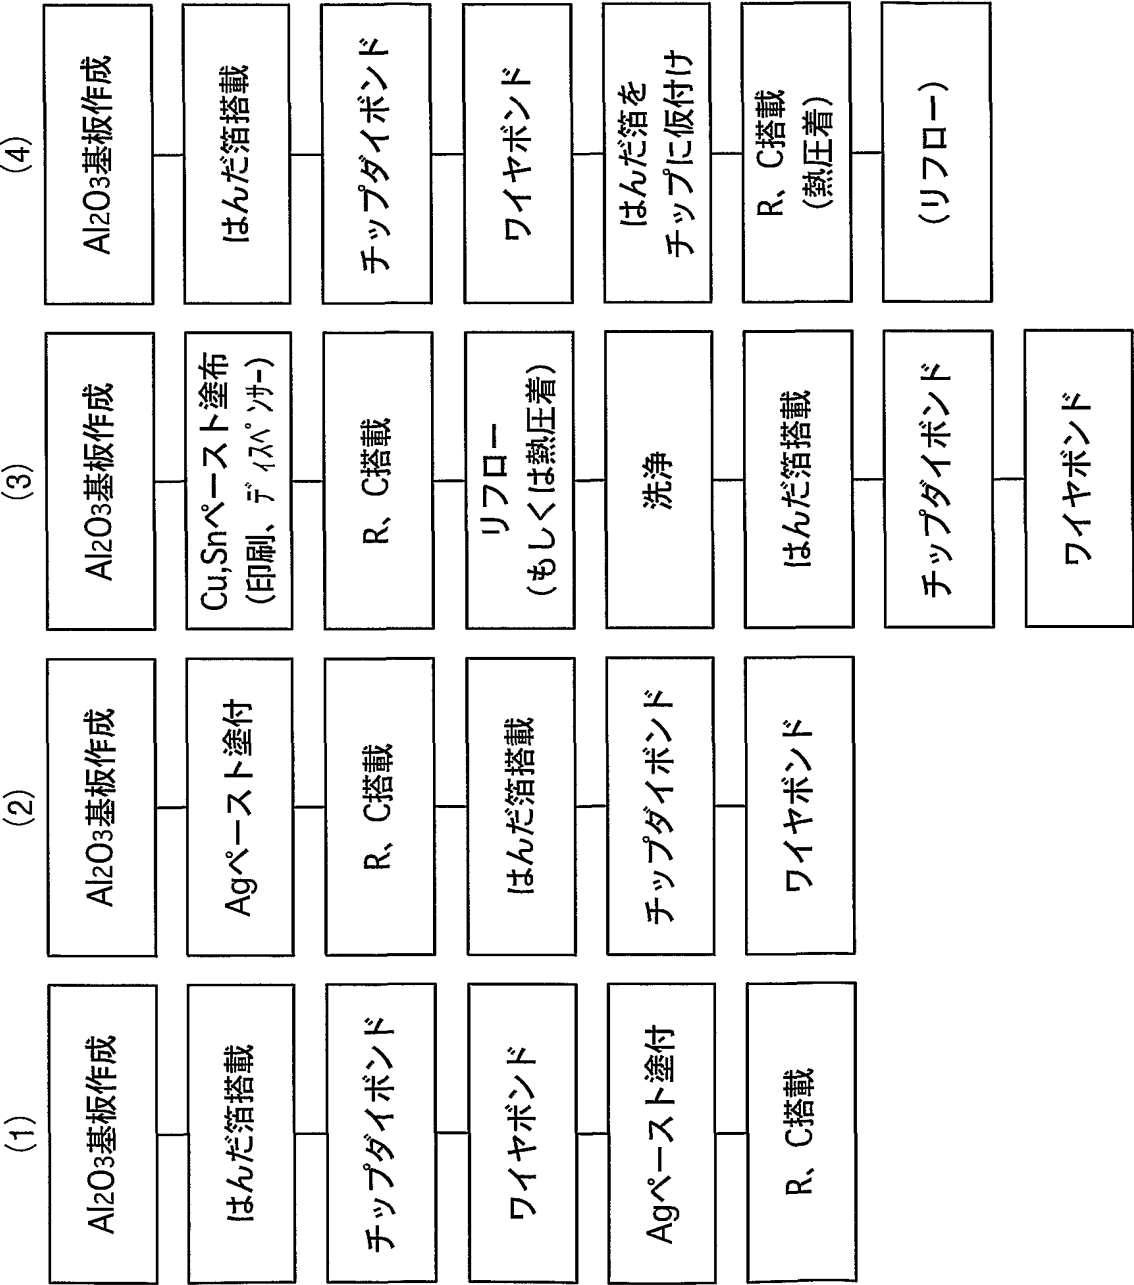 (1)
Al2O3基板作成
はんだ箔搭載
チップダイボンド
ワイヤボンド
Agペースト塗付
R、C搭載
(2)
Al2O3基板作成
Agペースト塗付
R、C搭載
はんだ箔搭載
チップダイボンド
ワイヤボンド
(3)
Al2O3基板作成
Cu,Snペースト塗布
(印刷、ディスペンサー)
R、C搭載
リフロー
(もしくは熱圧着)
洗浄
はんだ箔搭載
チップダイボンド
ワイヤボンド
(4)
Al2O3基板作成
はんだ箔搭載
チップダイボンド
ワイヤボンド
はんだ箔を
チップに仮付け
R、C搭載
(熱圧着)
(リフロー)